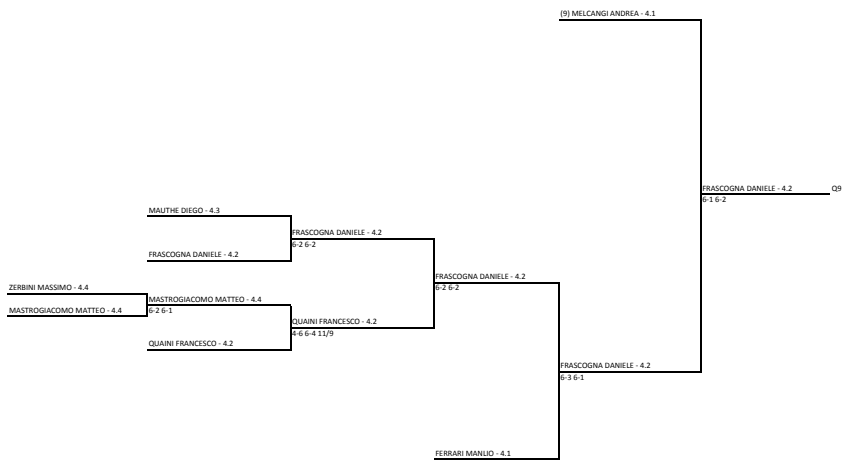 (9) MELCANGI ANDREA - 4.1
FRASCOGNA DANIELE - 4.2
Q9
6-1 6-2
MAUTHE DIEGO - 4.3
FRASCOGNA DANIELE - 4.2
6-2 6-2
FRASCOGNA DANIELE - 4.2
FRASCOGNA DANIELE - 4.2
6-2 6-2
ZERBINI MASSIMO - 4.4
MASTROGIACOMO MATTEO - 4.4
MASTROGIACOMO MATTEO - 4.4
6-2 6-1
QUAINI FRANCESCO - 4.2
4-6 6-4 11/9
QUAINI FRANCESCO - 4.2
FRASCOGNA DANIELE - 4.2
6-3 6-1
FERRARI MANLIO - 4.1